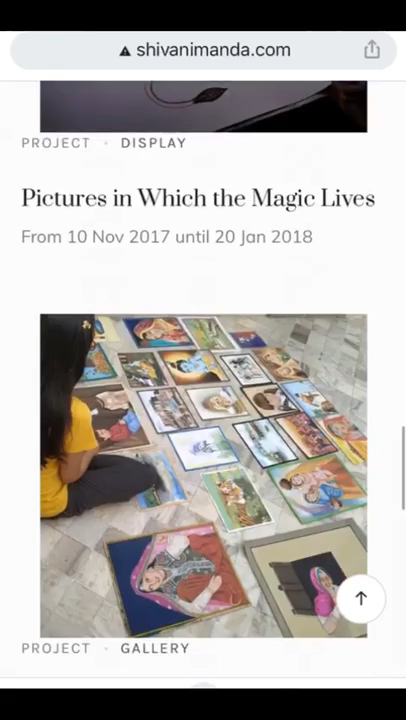 shivanimanda.com
PROJECT • DISPLAY
Pictures in Which the Magic Lives
From 10 Nov 2017 until 20 Jan 2018
PROJECT • GALLERY